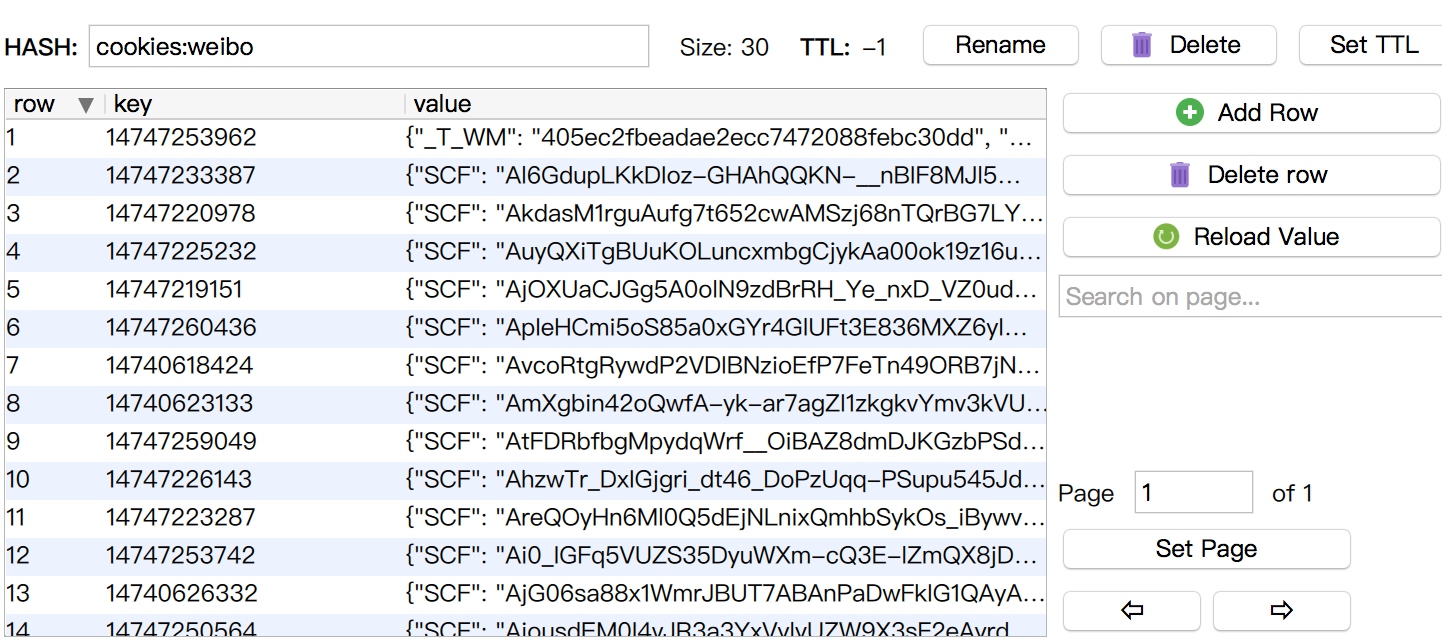 HASH: cookies:weibo Size: 30 TTL: -1 Rename Delete Set TTL
row key value
1 14747253962 {"_T_WM": "405ec2fbeadae2ecc7472088febc30dd", "...
2 14747233387 {"SCF": "Al6GdupLKkDloz-GHAhQQKN-__nBlF8MJl5...
3 14747220978 {"SCF": "AkdasM1rguAufg7t652cwAMSzj68nTQrBG7LY...
4 14747225232 {"SCF": "AuyQXiTgBUuKOLuncxmbgCjykAa00ok19z16u...
5 14747219151 {"SCF": "AjOXUaCJGg5A0oIN9zdBrRH_Ye_nxD_VZ0ud...
6 14747260436 {"SCF": "ApleHCmi5oS85a0xGYr4GlUFt3E836MXZ6yl...
7 14740618424 {"SCF": "AvcoRtgRywdP2VDlBNzioEfP7FeTn49ORB7jN...
8 14740623133 {"SCF": "AmXgbin42oQwfA-yk-ar7agZl1zkgkvYmv3kVU...
9 14747259049 {"SCF": "AtFDRbfbgMpydqWrf__OiBAZ8dmDJKGzbPSd...
10 14747226143 {"SCF": "AhzwTr_DxlGjgri_dt46_DoPzUqq-PSupu545Jd...
11 14747223287 {"SCF": "AreQOyHn6Ml0Q5dEjNLnixQmhbSykOs_iBywv...
12 14747253742 {"SCF": "Ai0_lGFq5VUZS35DyuWXm-cQ3E-lZmQX8jD...
13 14740626332 {"SCF": "AjG06sa88x1WmrJBUT7ABAnPaDwFklG1QAyA...
14 14747250564 {"SCF":
Add Row
Delete row
Reload Value
Search on page...
Page 1 of 1
Set Page
⇦ ⇨